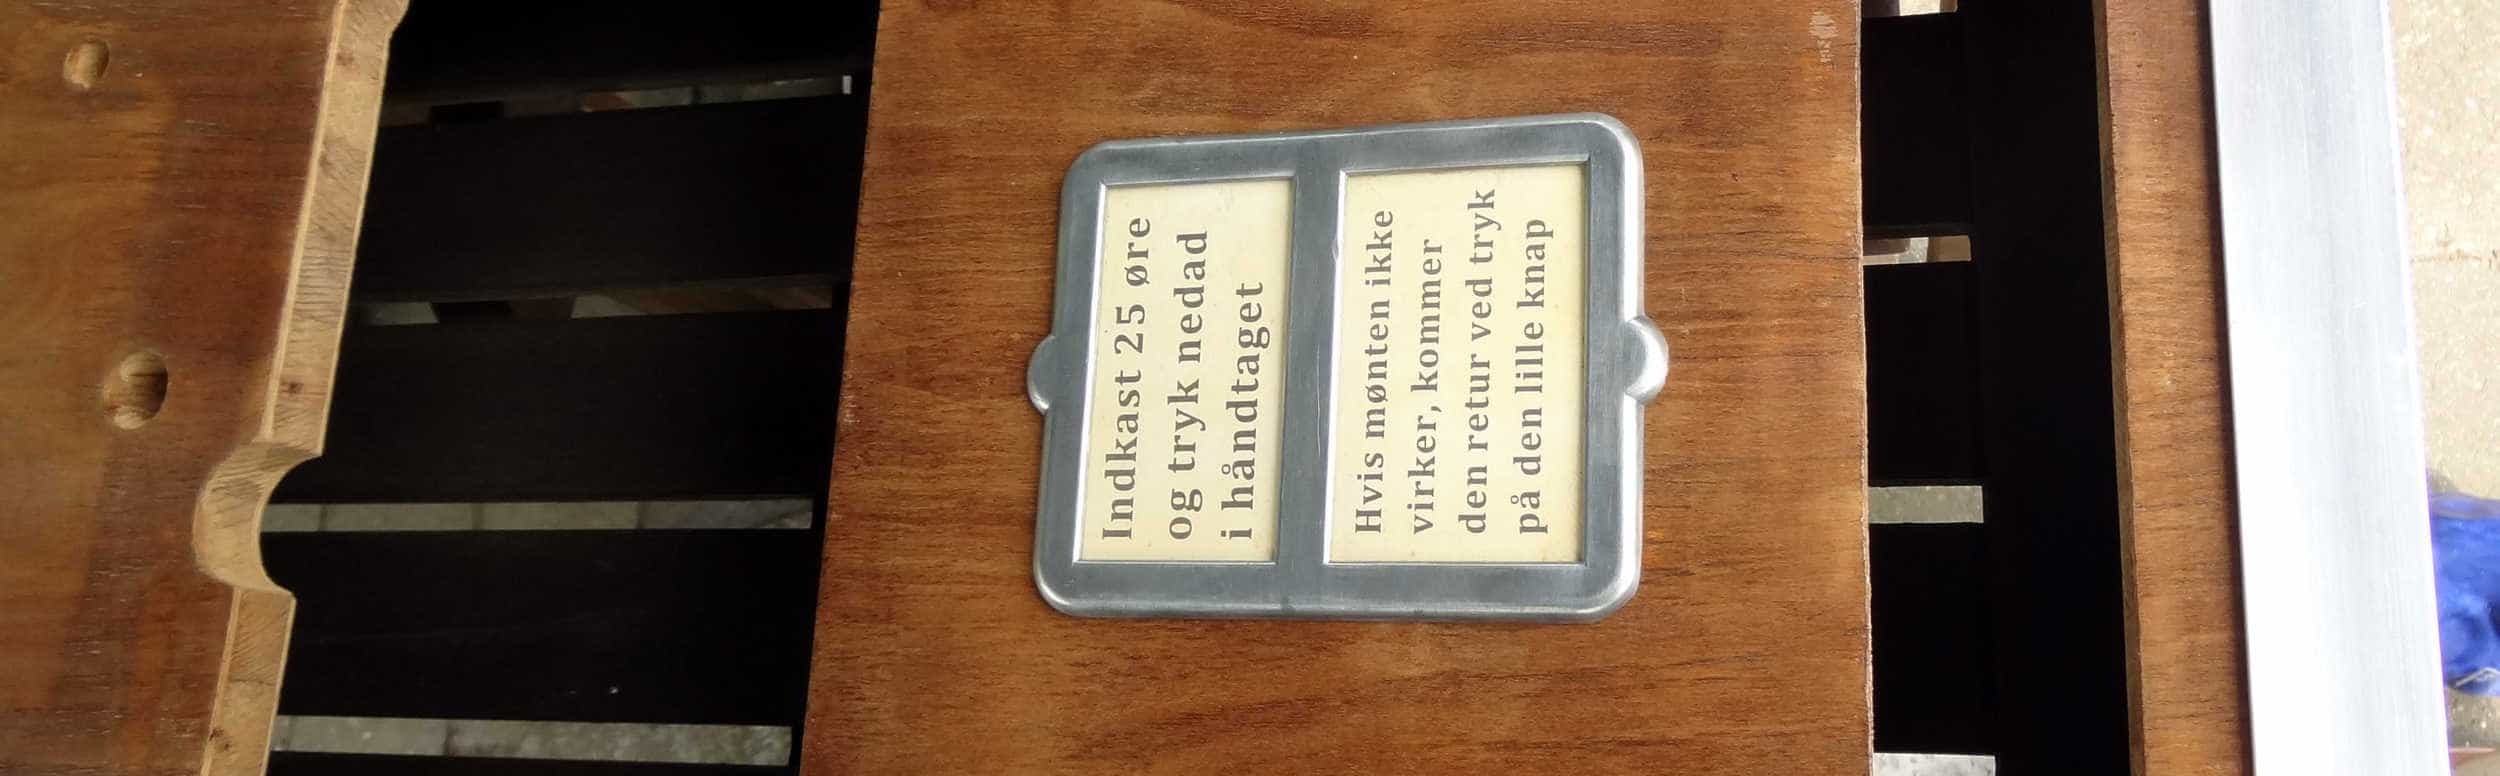 Indkast 25 øre
og tryk nedad
i håndtaget
Hvis mønten ikke
virker, kommer
den retur ved tryk
på den lille knap